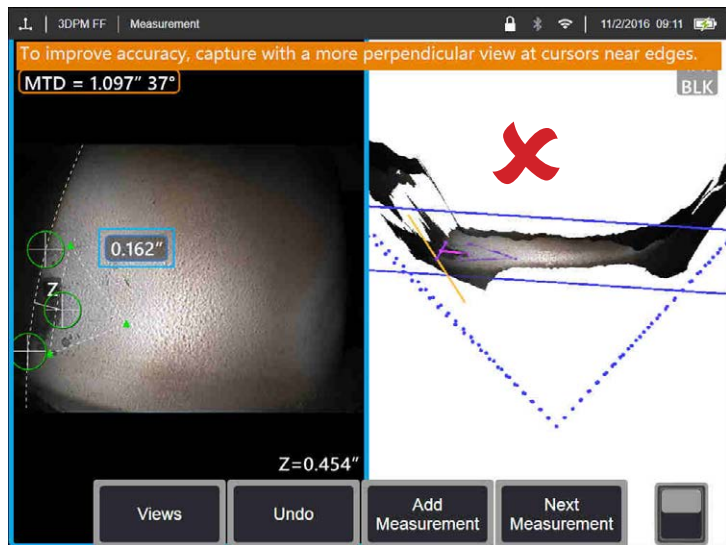 3DPM FF | Measurement
11/2/2016 09:11
To improve accuracy, capture with a more perpendicular view at cursors near edges.
MTD = 1.097" 37°
BLK
0.162"
Z
Z=0.454"
Views
Undo
Add
Measurement
Next
Measurement